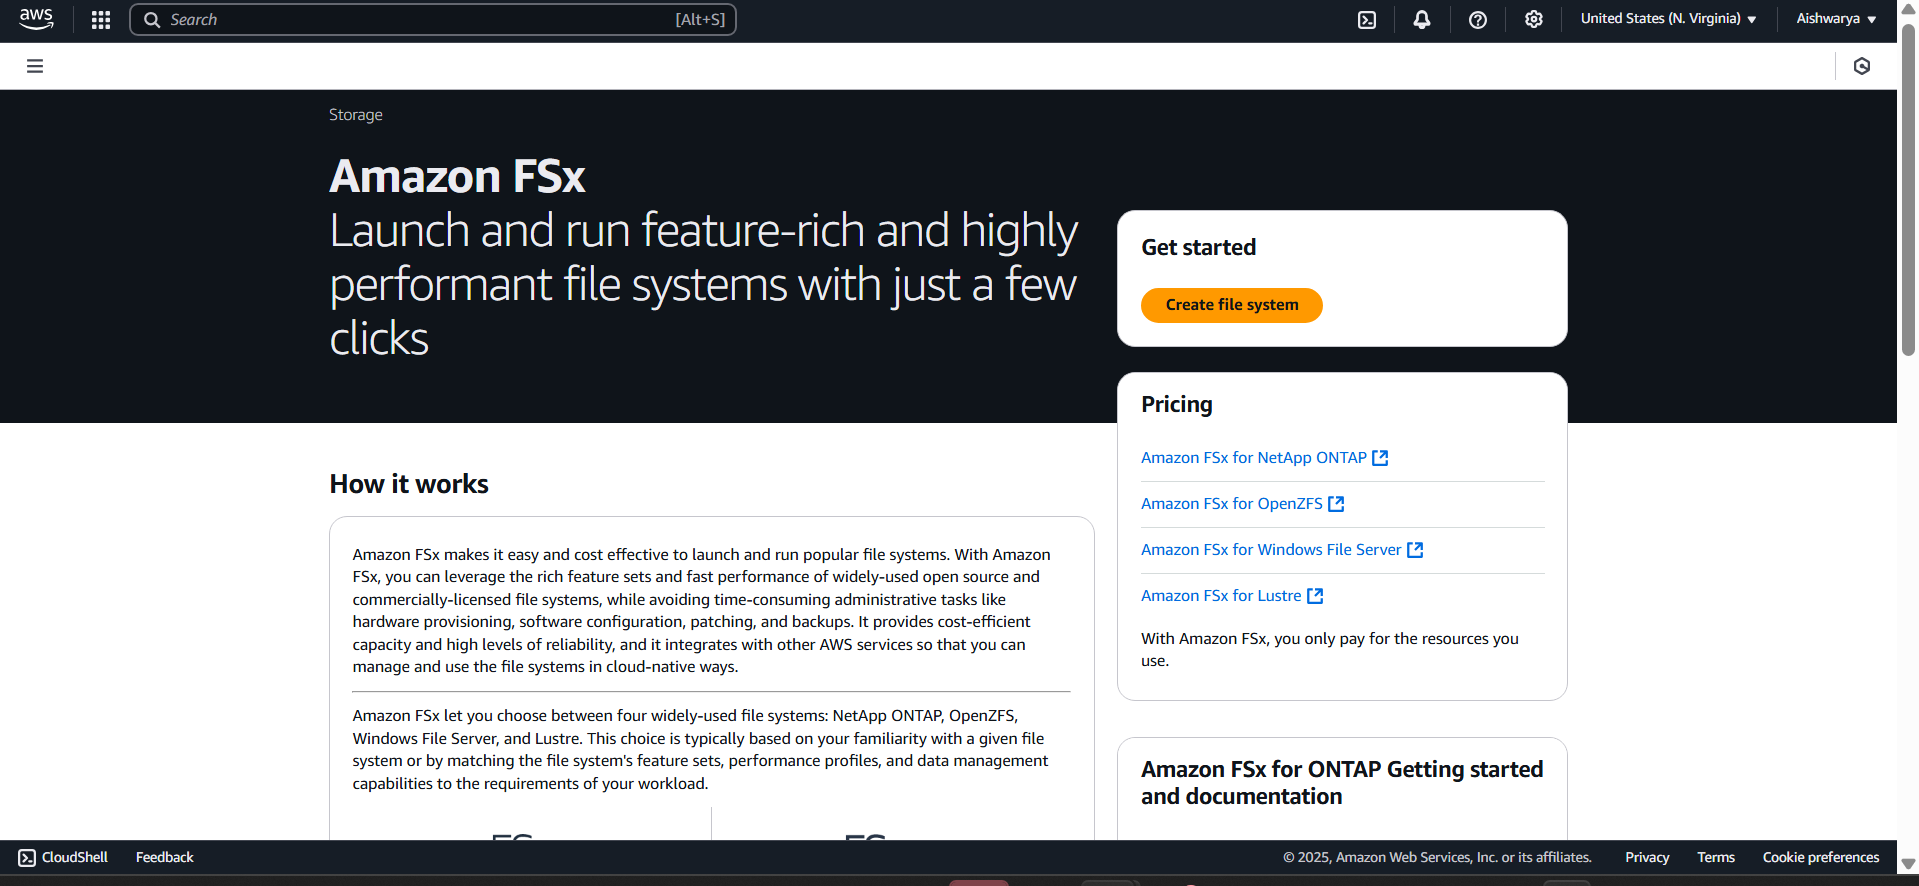 aws
Search [Alt+S]
United States (N. Virginia)
Aishwarya
Storage
Amazon FSx
Launch and run feature-rich and highly
performant file systems with just a few
clicks
Get started
Create file system
Pricing
Amazon FSx for NetApp ONTAP
Amazon FSx for OpenZFS
Amazon FSx for Windows File Server
Amazon FSx for Lustre
With Amazon FSx, you only pay for the resources you
use.
How it works
Amazon FSx makes it easy and cost effective to launch and run popular file systems. With Amazon
FSx, you can leverage the rich feature sets and fast performance of widely-used open source and
commercially-licensed file systems, while avoiding time-consuming administrative tasks like
hardware provisioning, software configuration, patching, and backups. It provides cost-efficient
capacity and high levels of reliability, and it integrates with other AWS services so that you can
manage and use the file systems in cloud-native ways.
Amazon FSx let you choose between four widely-used file systems: NetApp ONTAP, OpenZFS,
Windows File Server, and Lustre. This choice is typically based on your familiarity with a given file
system or by matching the file system's feature sets, performance profiles, and data management
capabilities to the requirements of your workload.
Amazon FSx for ONTAP Getting started
and documentation
CloudShell
Feedback
© 2025, Amazon Web Services, Inc. or its affiliates.
Privacy
Terms
Cookie preferences